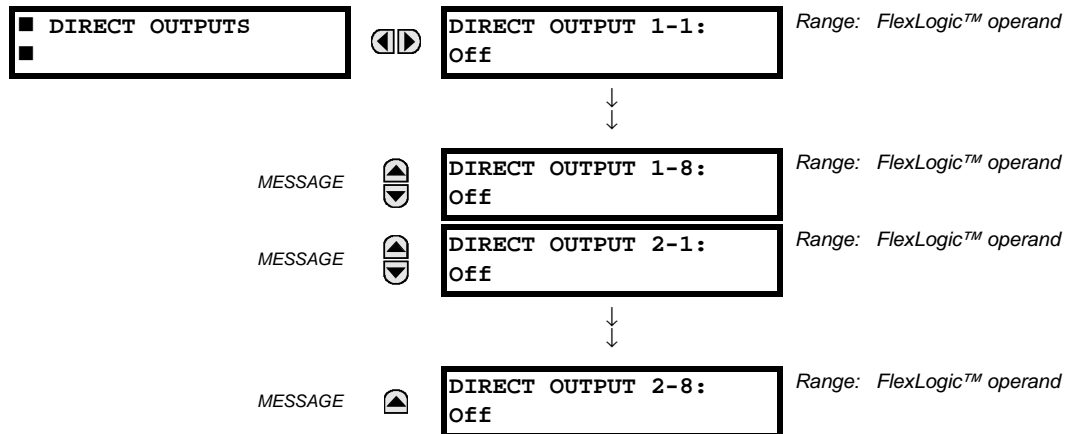 DIRECT OUTPUTS
DIRECT OUTPUT 1-1:
Off
Range: FlexLogic™ operand
MESSAGE
DIRECT OUTPUT 1-8:
Off
Range: FlexLogic™ operand
MESSAGE
DIRECT OUTPUT 2-1:
Off
Range: FlexLogic™ operand
MESSAGE
DIRECT OUTPUT 2-8:
Off
Range: FlexLogic™ operand